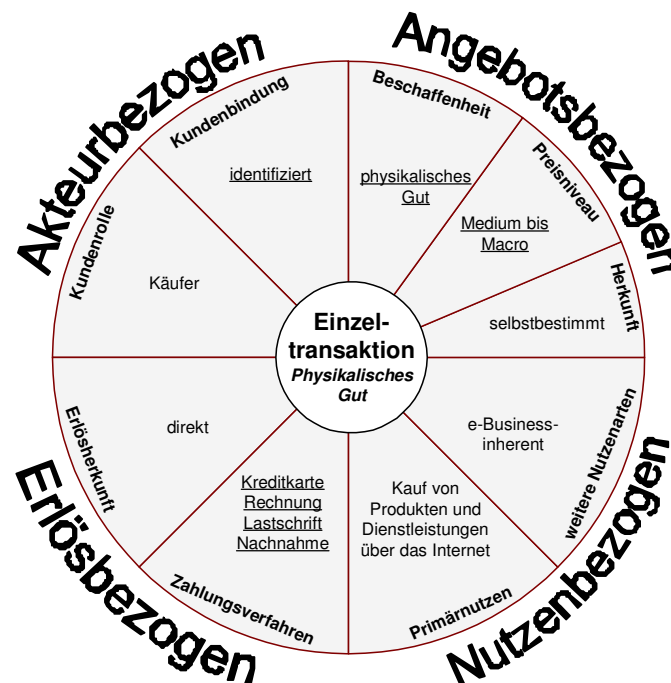 Akteurbezogen
Angebotsbezogen
Kundenbindung
identifiziert
Beschaffenheit
physikalisches
Gut
Preisniveau
Medium bis
Macro
Kundenrolle
Käufer
Herkunft
selbstbestimmt
Einzel-
transaktion
Physikalisches
Gut
Erlösherkunft
direkt
weitere Nutzenarten
e-Business-
inherent
Kreditkarte
Rechnung
Lastschrift
Nachnahme
Zahlungsverfahren
Kauf von
Produkten und
Dienstleistungen
über das Internet
Primärnutzen
Erlösbezogen
Nutzenbezogen